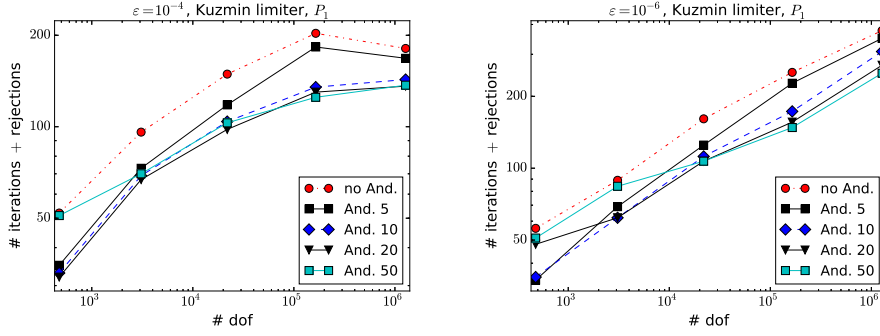 ε=10⁻⁴, Kuzmin limiter, P₁
# iterations + rejections
200
100
50
10³
10⁴
10⁵
10⁶
# dof
no And.
And. 5
And. 10
And. 20
And. 50
ε=10⁻⁶, Kuzmin limiter, P₁
# iterations + rejections
200
100
50
10³
10⁴
10⁵
10⁶
# dof
no And.
And. 5
And. 10
And. 20
And. 50